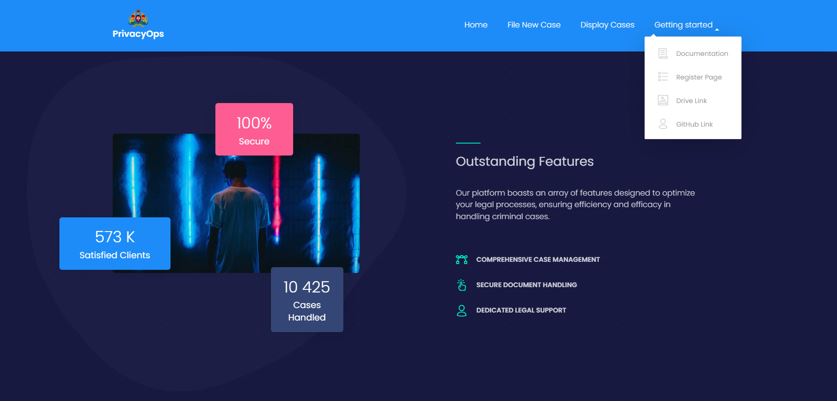 PrivacyOps
Home
File New Case
Display Cases
Getting started
Documentation
Register Page
Drive Link
GitHub Link
100%
Secure
573 K
Satisfied Clients
10 425
Cases
Handled
Outstanding Features
Our platform boasts an array of features designed to optimize
your legal processes, ensuring efficiency and efficacy in
handling criminal cases.
COMPREHENSIVE CASE MANAGEMENT
SECURE DOCUMENT HANDLING
DEDICATED LEGAL SUPPORT